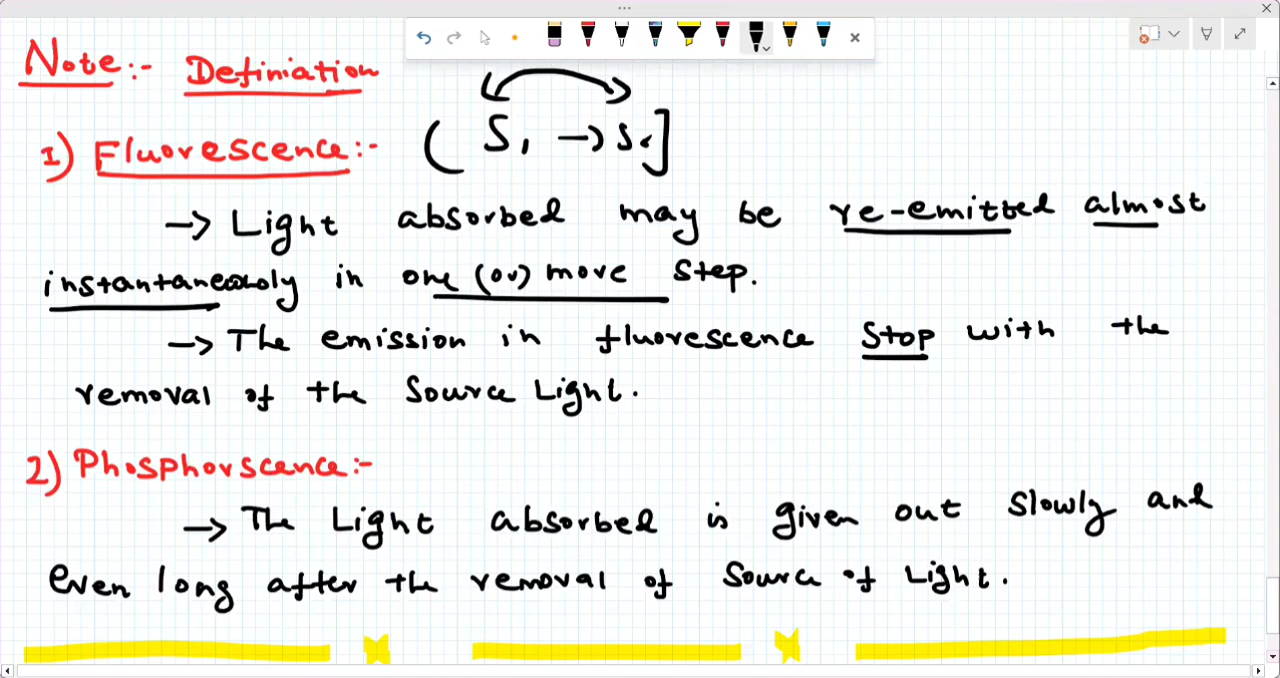 Note:- Definiation
1) Fluorescence:- ( S₁ → S₀ ]
→ Light absorbed may be re-emitted almost
instantaneously in one (or) more step.
→ The emission in fluorescence stop with the
removal of the source Light.
2) Phosphorscence:-
→ The Light absorbed is given out slowly and
even long after the removal of source of Light.